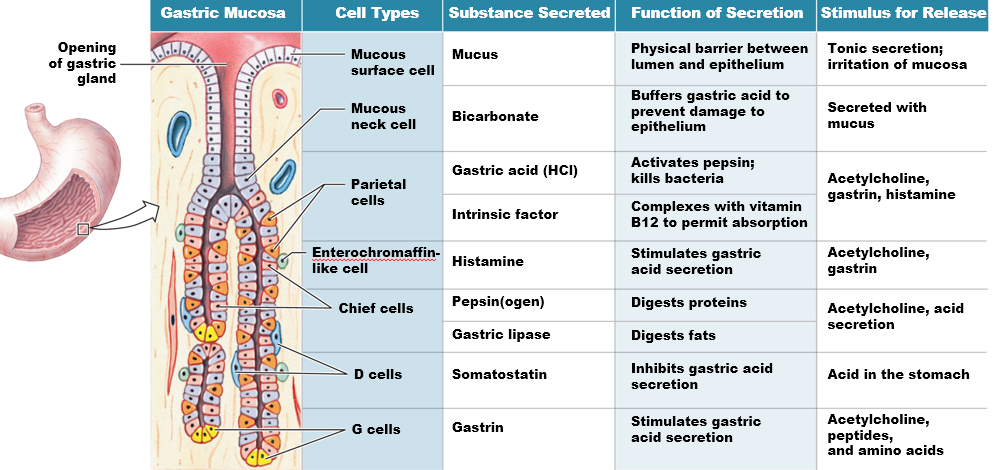 Gastric Mucosa
Cell Types
Substance Secreted
Function of Secretion
Stimulus for Release
Opening
of gastric
gland
Mucous
surface cell
Mucus
Physical barrier between
lumen and epithelium
Tonic secretion;
irritation of mucosa
Mucous
neck cell
Bicarbonate
Buffers gastric acid to
prevent damage to
epithelium
Secreted with
mucus
Parietal
cells
Gastric acid (HCl)
Activates pepsin;
kills bacteria
Acetylcholine,
gastrin, histamine
Intrinsic factor
Complexes with vitamin
B12 to permit absorption
Enterochromaffin-
like cell
Histamine
Stimulates gastric
acid secretion
Acetylcholine,
gastrin
Chief cells
Pepsin(ogen)
Digests proteins
Acetylcholine, acid
secretion
Gastric lipase
Digests fats
D cells
Somatostatin
Inhibits gastric acid
secretion
Acid in the stomach
G cells
Gastrin
Stimulates gastric
acid secretion
Acetylcholine,
peptides,
and amino acids